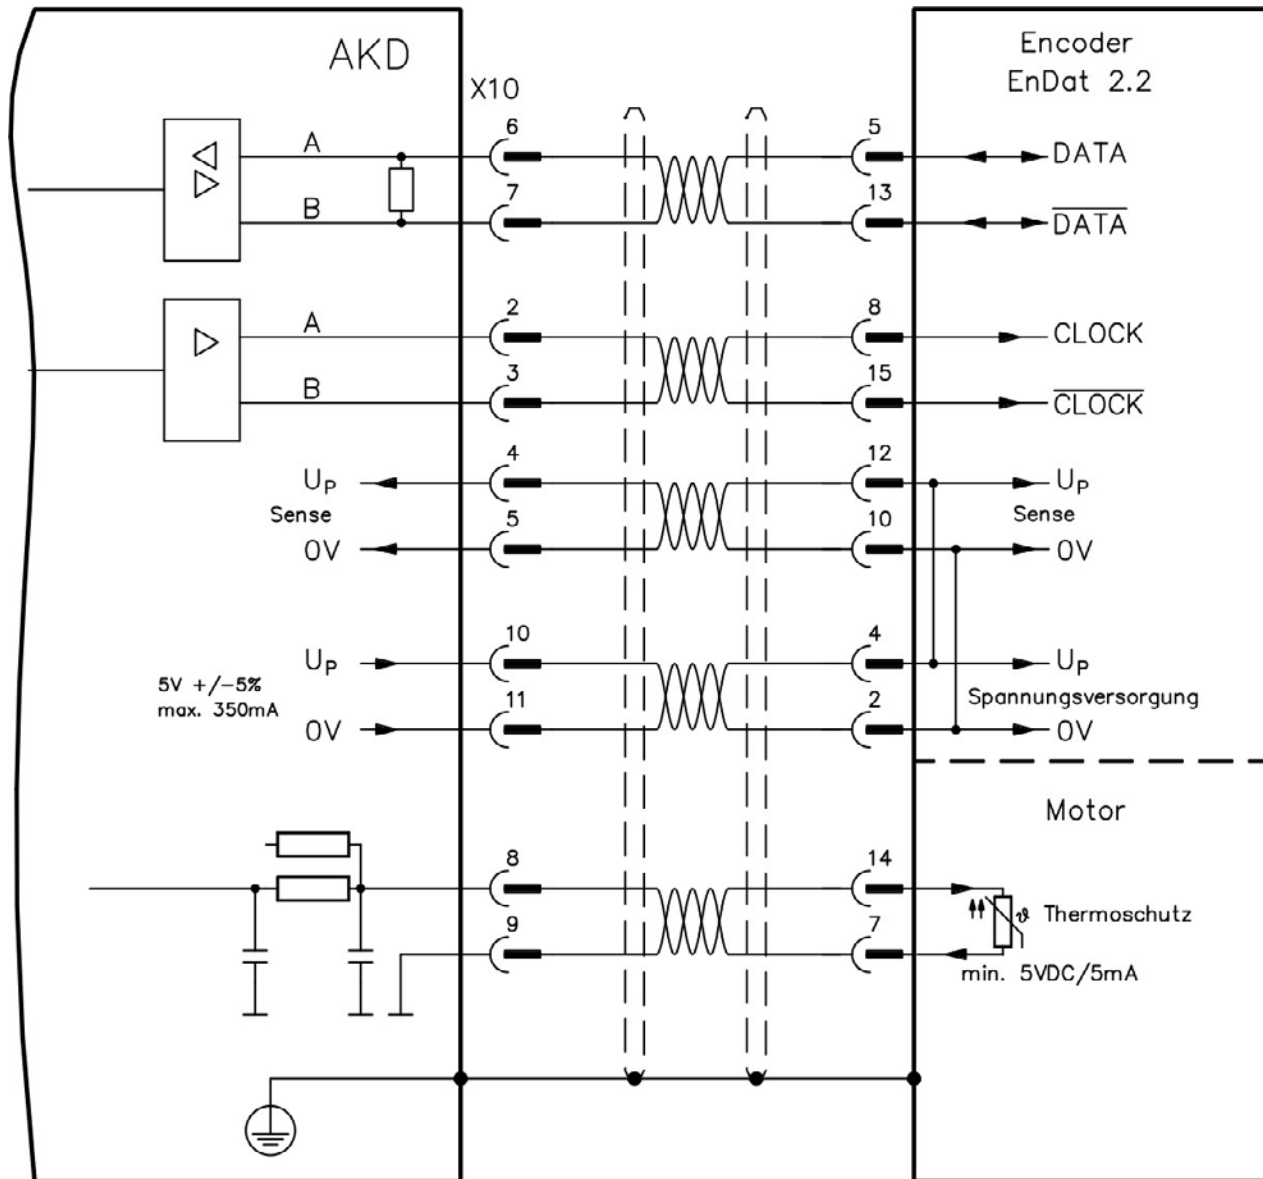 AKD
Encoder
EnDat 2.2
X10
A 6 5 DATA
B 7 13 DATA
A 2 8 CLOCK
B 3 15 CLOCK
UP 4 12 UP
Sense Sense
0V 5 10 0V
UP 10 4 UP
5V +/-5%
max. 350mA
Spannungsversorgung
0V 11 2 0V
Motor
8 14
ϑ Thermoschutz
9 7
min. 5VDC/5mA